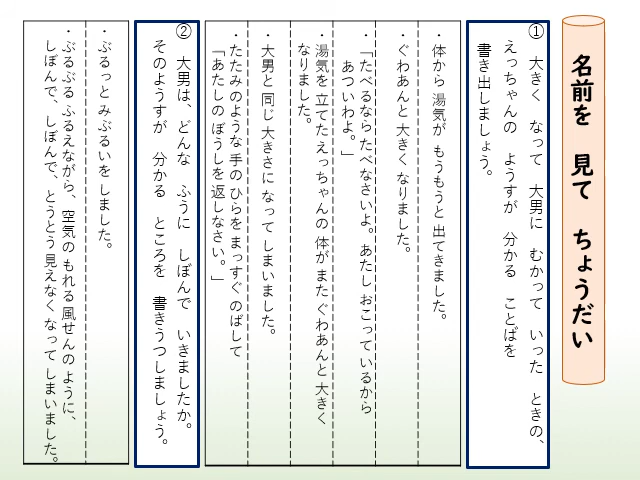 名前を 見て ちょうだい
① 大きく なって 大男に むかって いった ときの、
えっちゃんの ようすが 分かる ことばを
書き出しましょう。
・体から 湯気が もうもうと 出てきました。
・ぐわあんと 大きく なりました。
・「たべるなら たべなさいよ。あたし おこって いるから
あついわよ。」
・湯気を 立てた えっちゃんの 体が また ぐわあんと 大きく
なりました。
・大男と 同じ 大きさに なって しまいました。
・たたみのような 手の ひらを まっすぐ のばして
「あたしの ぼうしを 返しなさい。」
② 大男は、どんな ふうに しぼんで いきましたか。
そのようすが 分かる ところを 書きうつしましょう。
・ぶるっと みぶるいを しました。
・ぶるぶる ふるえながら、空気の もれる 風せんの ように、
しぼんで、しぼんで、とうとう 見えなく なって しまいました。